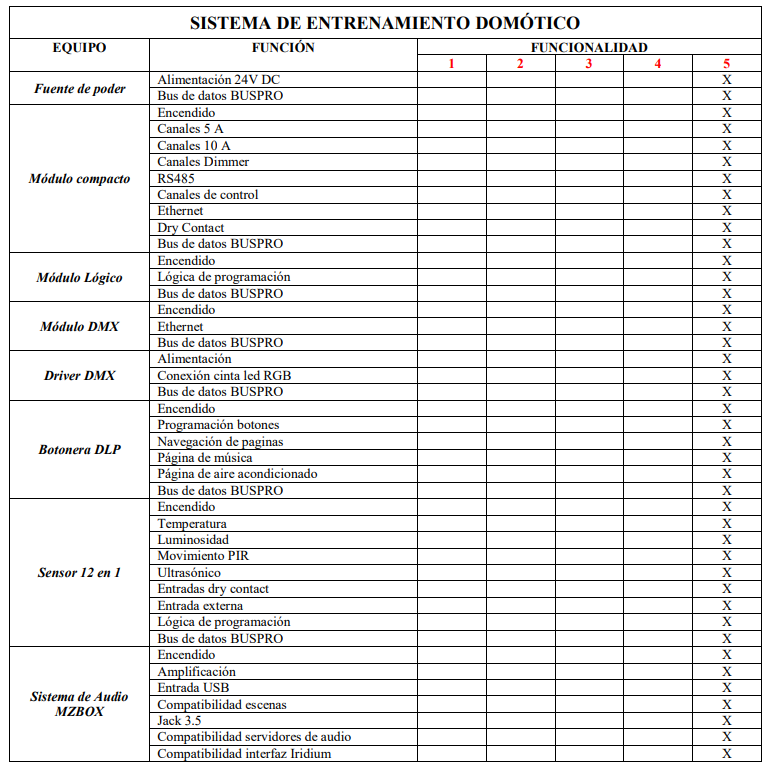 SISTEMA DE ENTRENAMIENTO DOMÓTICO
EQUIPO FUNCIÓN FUNCIONALIDAD
1 2 3 4 5
Fuente de poder
Alimentación 24V DC X
Bus de datos BUSPRO X
Módulo compacto
Encendido X
Canales 5 A X
Canales 10 A X
Canales Dimmer X
RS485 X
Canales de control X
Ethernet X
Dry Contact X
Bus de datos BUSPRO X
Módulo Lógico
Encendido X
Lógica de programación X
Bus de datos BUSPRO X
Módulo DMX
Encendido X
Ethernet X
Bus de datos BUSPRO X
Driver DMX
Alimentación X
Conexión cinta led RGB X
Bus de datos BUSPRO X
Botonera DLP
Encendido X
Programación botones X
Navegación de paginas X
Página de música X
Página de aire acondicionado X
Bus de datos BUSPRO X
Sensor 12 en 1
Encendido X
Temperatura X
Luminosidad X
Movimiento PIR X
Ultrasónico X
Entradas dry contact X
Entrada externa X
Lógica de programación X
Bus de datos BUSPRO X
Sistema de Audio
MZBOX
Encendido X
Amplificación X
Entrada USB X
Compatibilidad escenas X
Jack 3.5 X
Compatibilidad servidores de audio X
Compatibilidad interfaz Iridium X